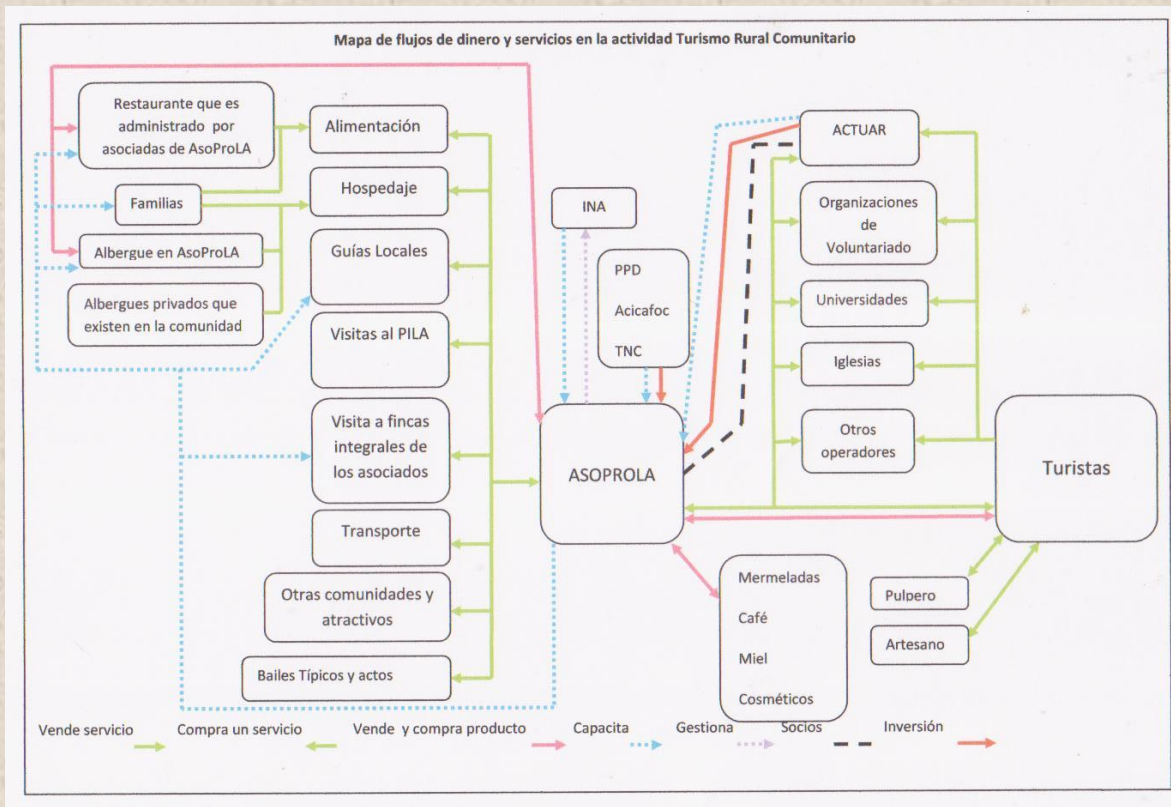 Mapa de flujos de dinero y servicios en la actividad Turismo Rural Comunitario
Restaurante que es
administrado por
asociadas de AsoProLA
Familias
Albergue en AsoProLA
Albergues privados que
existen en la comunidad
Alimentación
Hospedaje
Guías Locales
Visitas al PILA
Visita a fincas
integrales de
los asociados
Transporte
Otras comunidades y
atractivos
Bailes Típicos y actos
INA
PPD
Acicafoc
TNC
ASOPROLA
ACTUAR
Organizaciones
de
Voluntariado
Universidades
Iglesias
Otros
operadores
Turistas
Mermeladas
Café
Miel
Cosméticos
Pulpero
Artesano
Vende servicio
Compra un servicio
Vende y compra producto
Capacita
Gestiona
Socios
Inversión